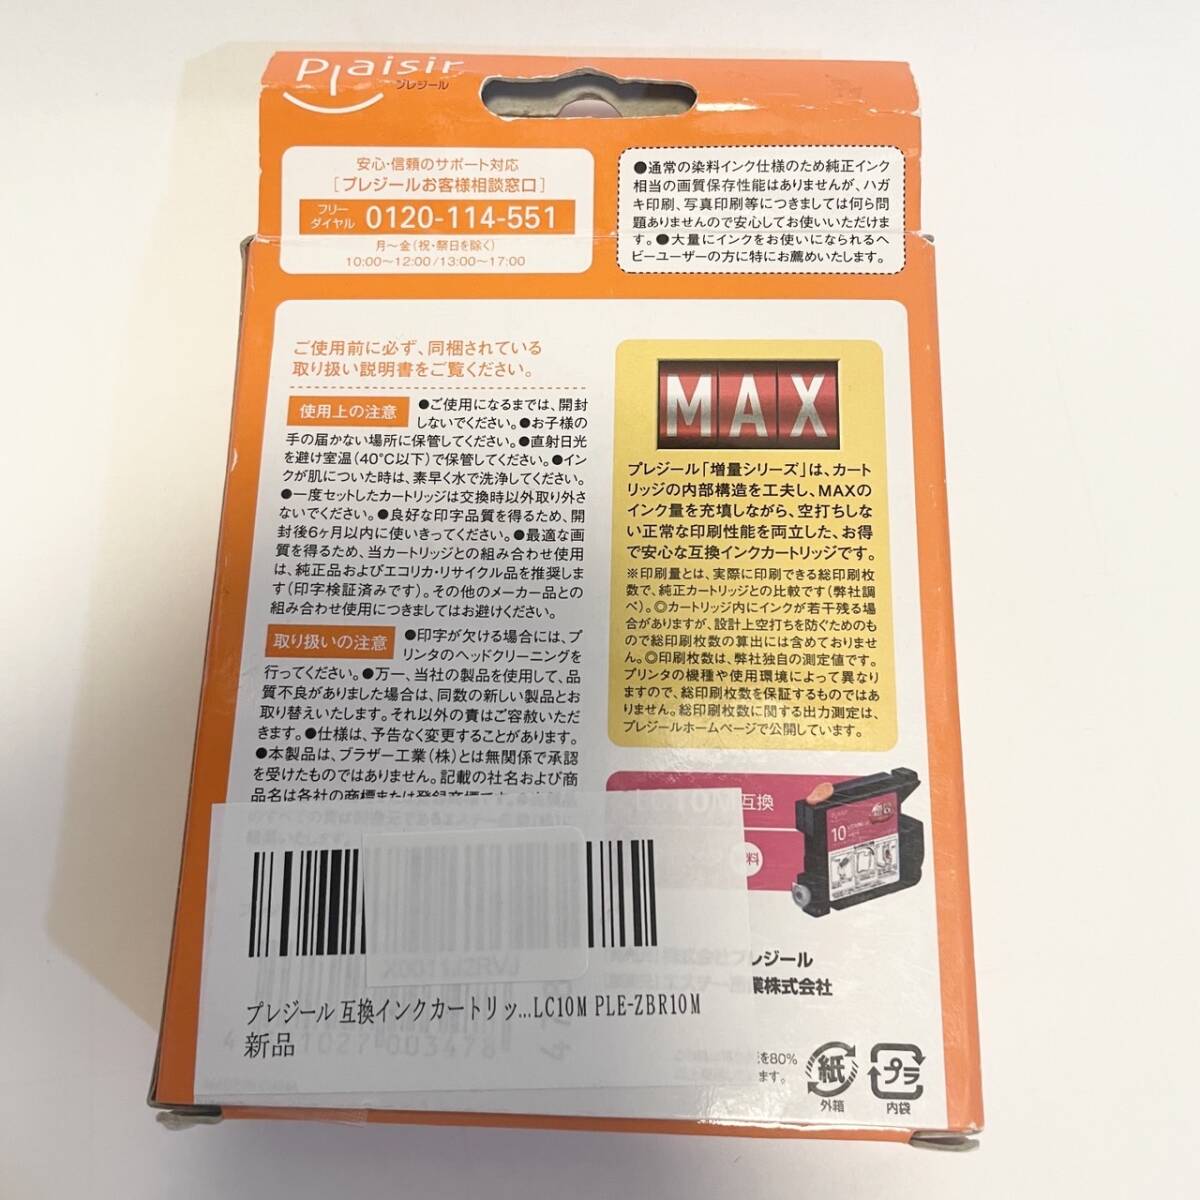 Plaisir
プレジール
安心・信頼のサポート対応
[プレジールお客様相談窓口]
フリー
ダイヤル 0120-114-551
月～金(祝・祭日を除く)
10:00～12:00/13:00～17:00
●通常の染料インク仕様のため純正インク
相当の画質保存性能はありませんが、ハガ
キ印刷、写真印刷等につきましては何ら問
題ありませんので安心してお使いいただけま
す。●大量にインクをお使いになられるヘ
ビーユーザーの方に特にお薦めいたします。
ご使用前に必ず、同梱されている
取り扱い説明書をご覧ください。
使用上の注意 ●ご使用になるまでは、開封
しないでください。●お子様の
手の届かない場所に保管してください。●直射日光
を避け室温(40℃以下)で保管してください。●イン
クが肌についた時は、素早く水で洗浄してください。
●一度セットしたカートリッジは交換時以外取り外さ
ないでください。●良好な印字品質を得るため、開
封後6ヶ月以内に使いきってください。●最適な画
質を得るため、当カートリッジとの組み合わせ使用
は、純正品およびエコリカ・リサイクル品を推奨しま
す(印字検証済みです)。その他のメーカー品との
組み合わせ使用につきましてはお避けください。
取り扱いの注意 ●印字が欠ける場合には、プ
リンタのヘッドクリーニングを
行ってください。●万一、当社の製品を使用して、品
質不良がありました場合は、同数の新しい製品とお
取り替えいたします。それ以外の責はご容赦いただ
きます。●仕様は、予告なく変更することがあります。
●本製品は、ブラザー工業(株)とは無関係で承認
を受けたものではありません。記載の社名および商
品名は各社の商標または登録商標です。
MAX
プレジール「増量シリーズ」は、カート
リッジの内部構造を工夫し、MAXの
インク量を充填しながら、空打ちしな
い正常な印刷性能を両立した、お得
で安心な互換インクカートリッジです。
※印刷量とは、実際に印刷できる総印刷枚
数で、純正カートリッジとの比較です(弊社調
べ)。◎カートリッジ内にインクが若干残る場
合がありますが、設計上空打ちを防ぐためのも
ので総印刷枚数の算出には含めておりませ
ん。◎印刷枚数は、弊社独自の測定値です。
プリンタの機種や使用環境によって異なり
ますので、総印刷枚数を保証するものではあ
りません。総印刷枚数に関する出力測定は、
プレジールホームページで公開しています。
LC10M互換
料
10
X0011JZRVJ
プレジール 互換インクカートリッ...LC10M PLE-ZBR10M
新品
株式会社プレジール
業株式会社
を80%
ます。
紙
外箱
プラ
内袋